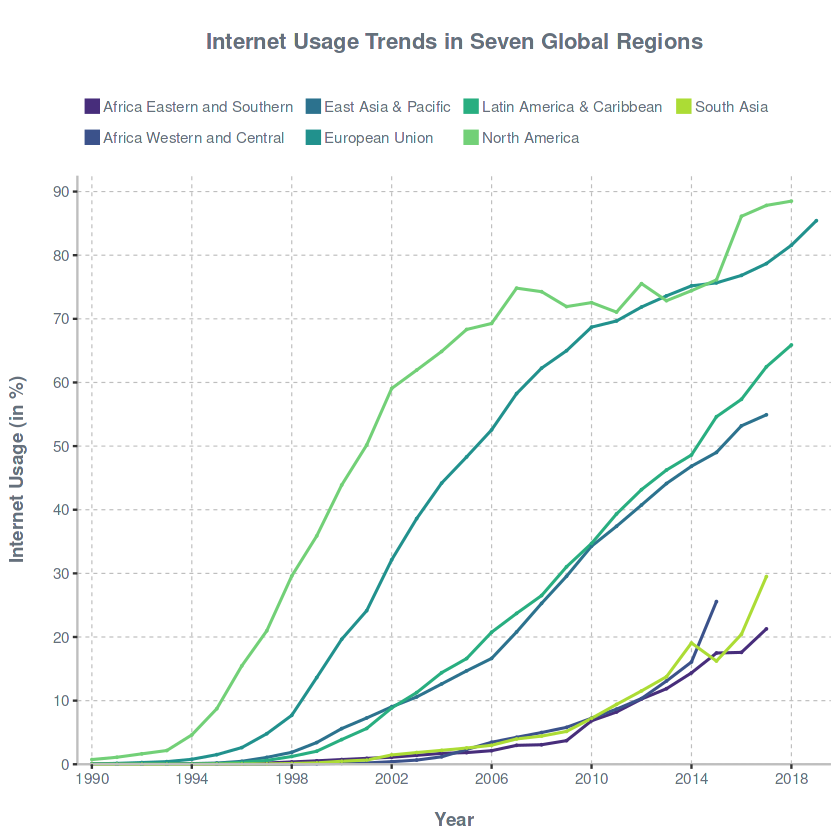 Internet Usage Trends in Seven Global Regions
Africa Eastern and Southern East Asia & Pacific Latin America & Caribbean South Asia
Africa Western and Central European Union North America
90
80
70
60
50
40
30
20
10
0
Internet Usage (in %)
1990 1994 1998 2002 2006 2010 2014 2018
Year